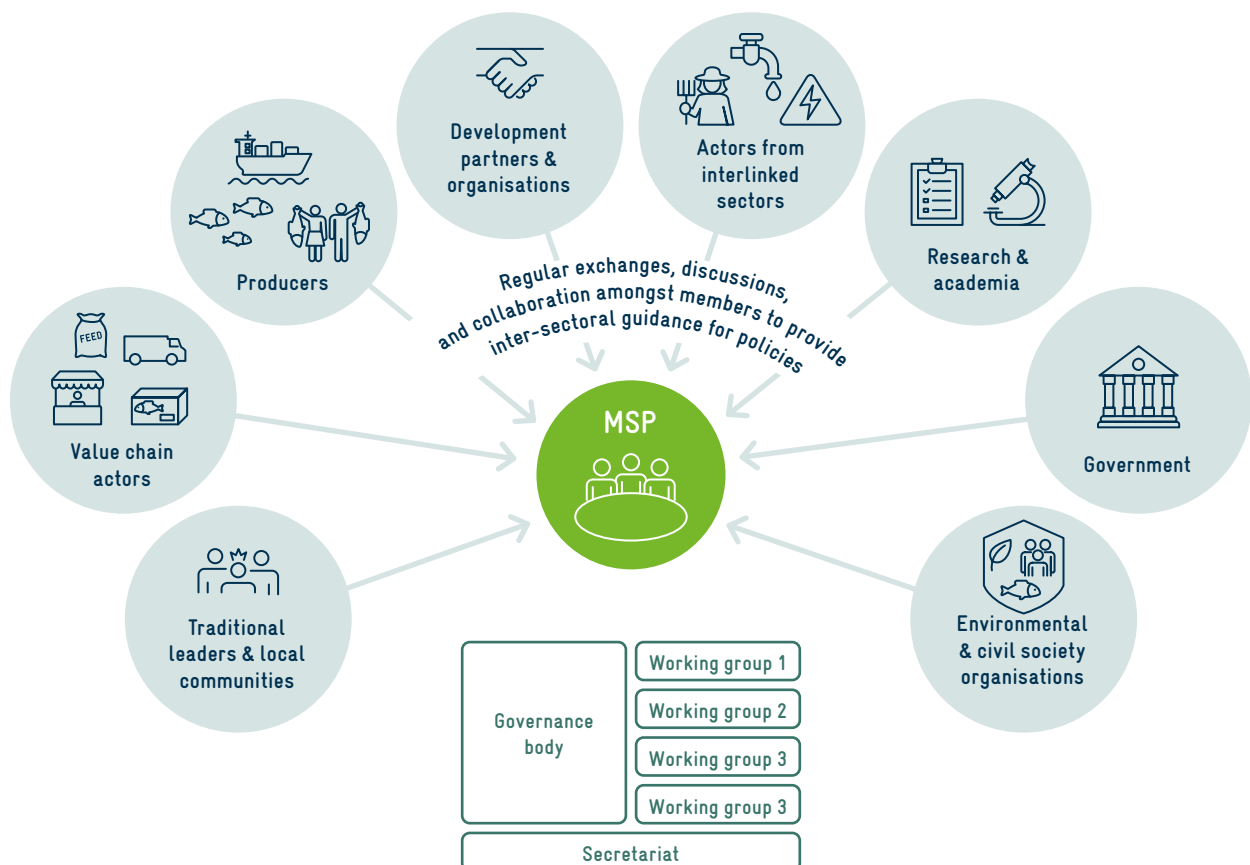 Development
partners &
organisations
Actors from
interlinked
sectors
Producers
Research &
academia
Regular exchanges, discussions,
and collaboration amongst members to provide
inter-sectoral guidance for policies
FEED
Value chain
actors
MSP
Government
Traditional
leaders & local
communities
Environmental
& civil society
organisations
Governance
body
Working group 1
Working group 2
Working group 3
Working group 3
Secretariat